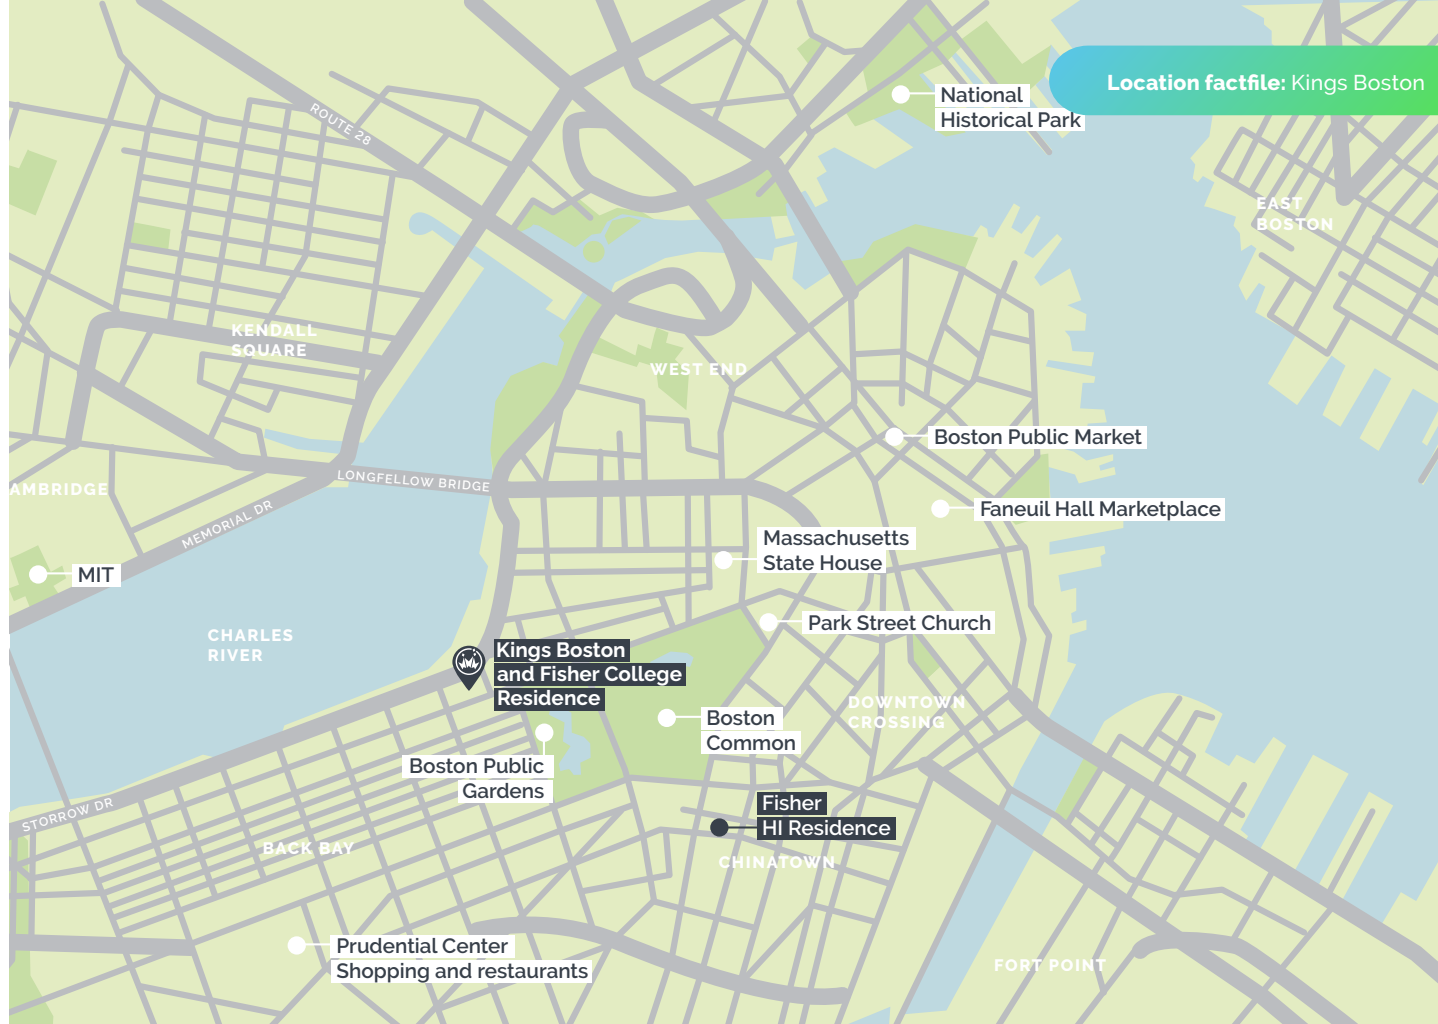 National
Historical Park
Location factfile: Kings Boston
ROUTE 28
EAST
BOSTON
KENDALL
SQUARE
WEST END
Boston Public Market
LONGFELLOW BRIDGE
AMBRIDGE
MEMORIAL DR
Faneuil Hall Marketplace
Massachusetts
State House
MIT
Park Street Church
CHARLES
RIVER
Kings Boston
and Fisher College
Residence
DOWNTOWN
CROSSING
Boston
Common
Boston Public
Gardens
STORROW DR
Fisher
HI Residence
BACK BAY
CHINATOWN
Prudential Center
Shopping and restaurants
FORT POINT